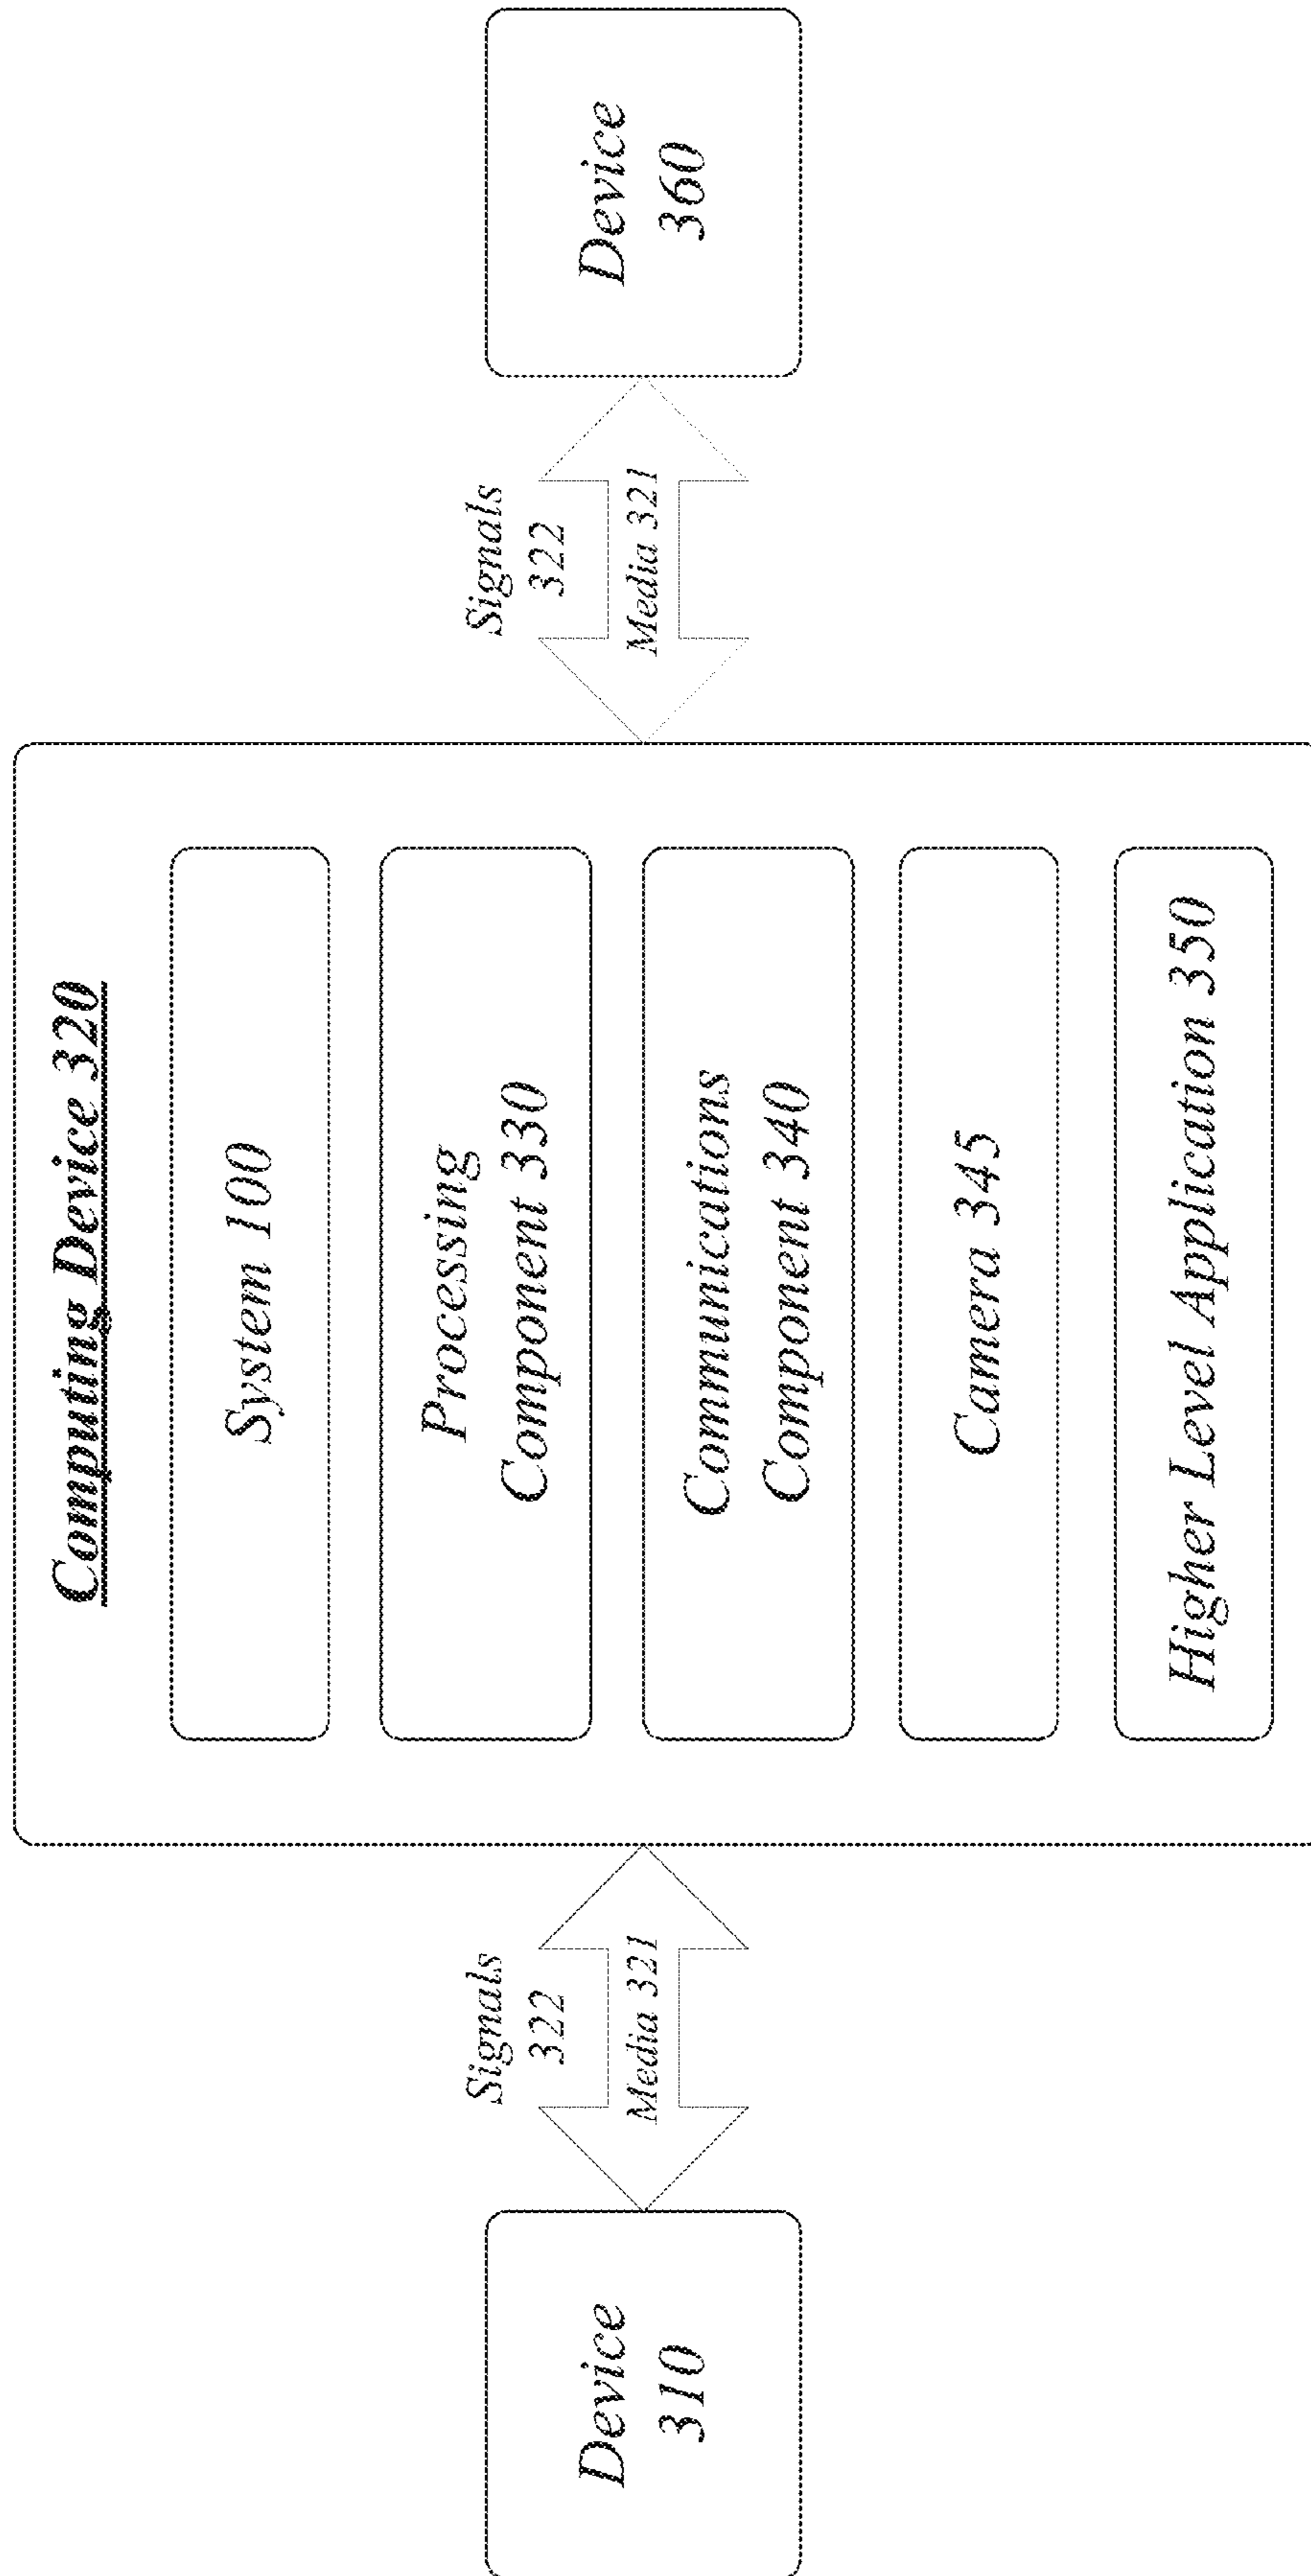 Computing Device 320
System 100
Processing
Component 330
Communications
Component 340
Camera 345
Higher Level Application 350
Device
310
Signals
322
Media 321
Signals
322
Media 321
Device
360